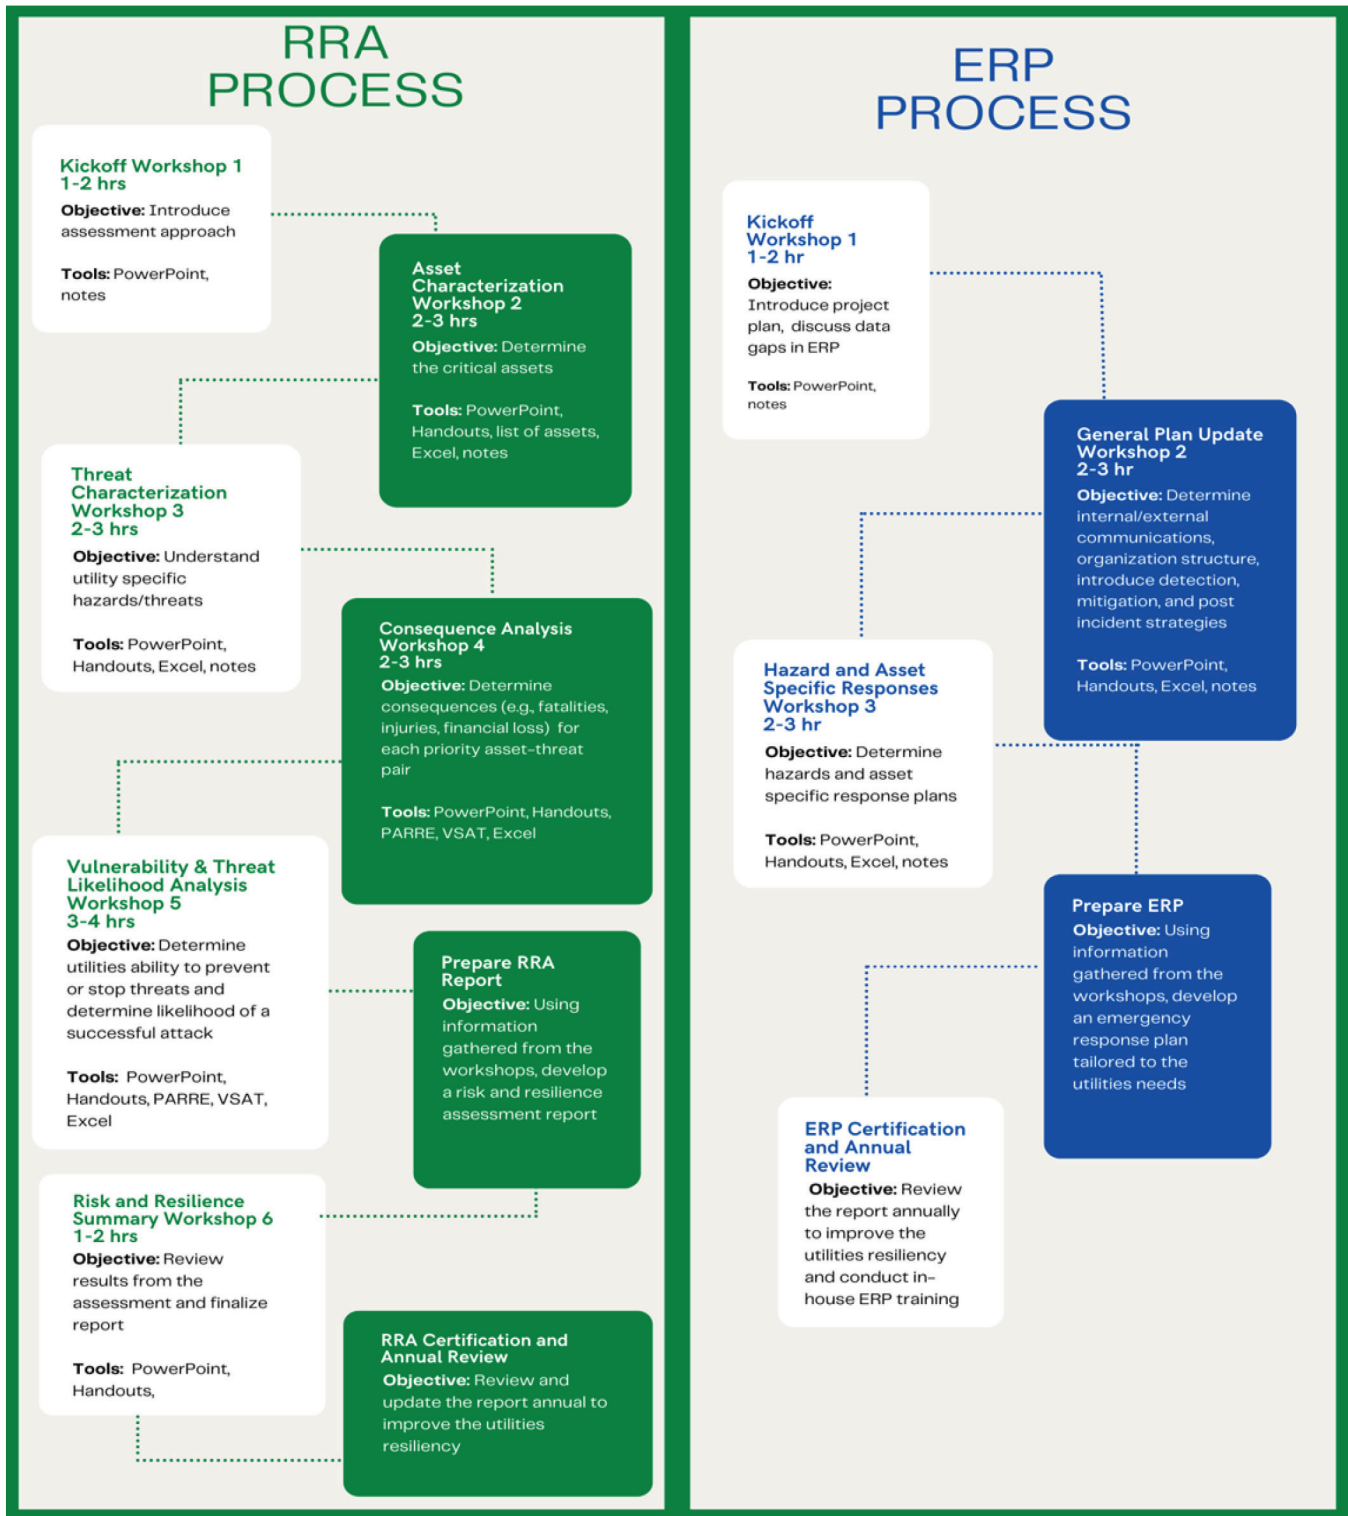 RRA
PROCESS
Kickoff Workshop 1
1-2 hrs
Objective: Introduce
assessment approach
Tools: PowerPoint,
notes
Asset
Characterization
Workshop 2
2-3 hrs
Objective: Determine
the critical assets
Tools: PowerPoint,
Handouts, list of assets,
Excel, notes
Threat
Characterization
Workshop 3
2-3 hrs
Objective: Understand
utility specific
hazards/threats
Tools: PowerPoint,
Handouts, Excel, notes
Consequence Analysis
Workshop 4
2-3 hrs
Objective: Determine
consequences (e.g., fatalities,
injuries, financial loss) for
each priority asset-threat
pair
Tools: PowerPoint, Handouts,
PARRE, VSAT, Excel
Vulnerability & Threat
Likelihood Analysis
Workshop 5
3-4 hrs
Objective: Determine
utilities ability to prevent
or stop threats and
determine likelihood of a
successful attack
Tools: PowerPoint,
Handouts, PARRE, VSAT,
Excel
Prepare RRA
Report
Objective: Using
information
gathered from the
workshops, develop
a risk and resilience
assessment report
Risk and Resilience
Summary Workshop 6
1-2 hrs
Objective: Review
results from the
assessment and finalize
report
Tools: PowerPoint,
Handouts,
RRA Certification and
Annual Review
Objective: Review and
update the report annual to
improve the utilities
resiliency
ERP
PROCESS
Kickoff
Workshop 1
1-2 hr
Objective:
Introduce project
plan, discuss data
gaps in ERP
Tools: PowerPoint,
notes
General Plan Update
Workshop 2
2-3 hr
Objective: Determine
internal/external
communications,
organization structure,
introduce detection,
mitigation, and post
incident strategies
Tools: PowerPoint,
Handouts, Excel, notes
Hazard and Asset
Specific Responses
Workshop 3
2-3 hr
Objective: Determine
hazards and asset
specific response plans
Tools: PowerPoint,
Handouts, Excel, notes
Prepare ERP
Objective: Using
information
gathered from the
workshops, develop
an emergency
response plan
tailored to the
utilities needs
ERP Certification
and Annual
Review
Objective: Review
the report annually
to improve the
utilities resiliency
and conduct in-
house ERP training